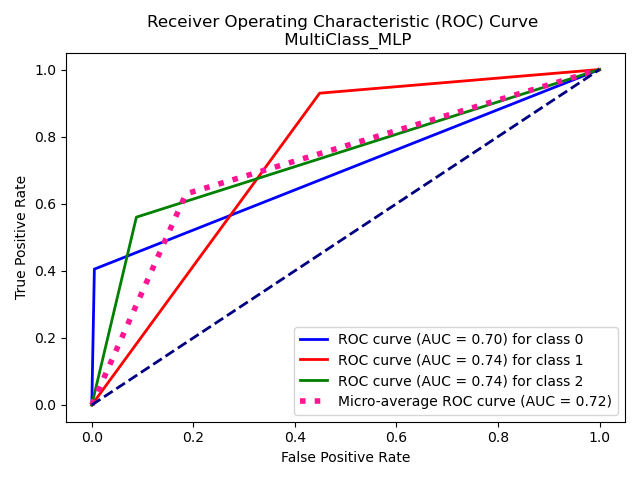 Receiver Operating Characteristic (ROC) Curve
MultiClass_MLP
1.0
0.8
0.6
0.4
0.2
0.0
True Positive Rate
ROC curve (AUC = 0.70) for class 0
ROC curve (AUC = 0.74) for class 1
ROC curve (AUC = 0.74) for class 2
Micro-average ROC curve (AUC = 0.72)
0.0 0.2 0.4 0.6 0.8 1.0
False Positive Rate